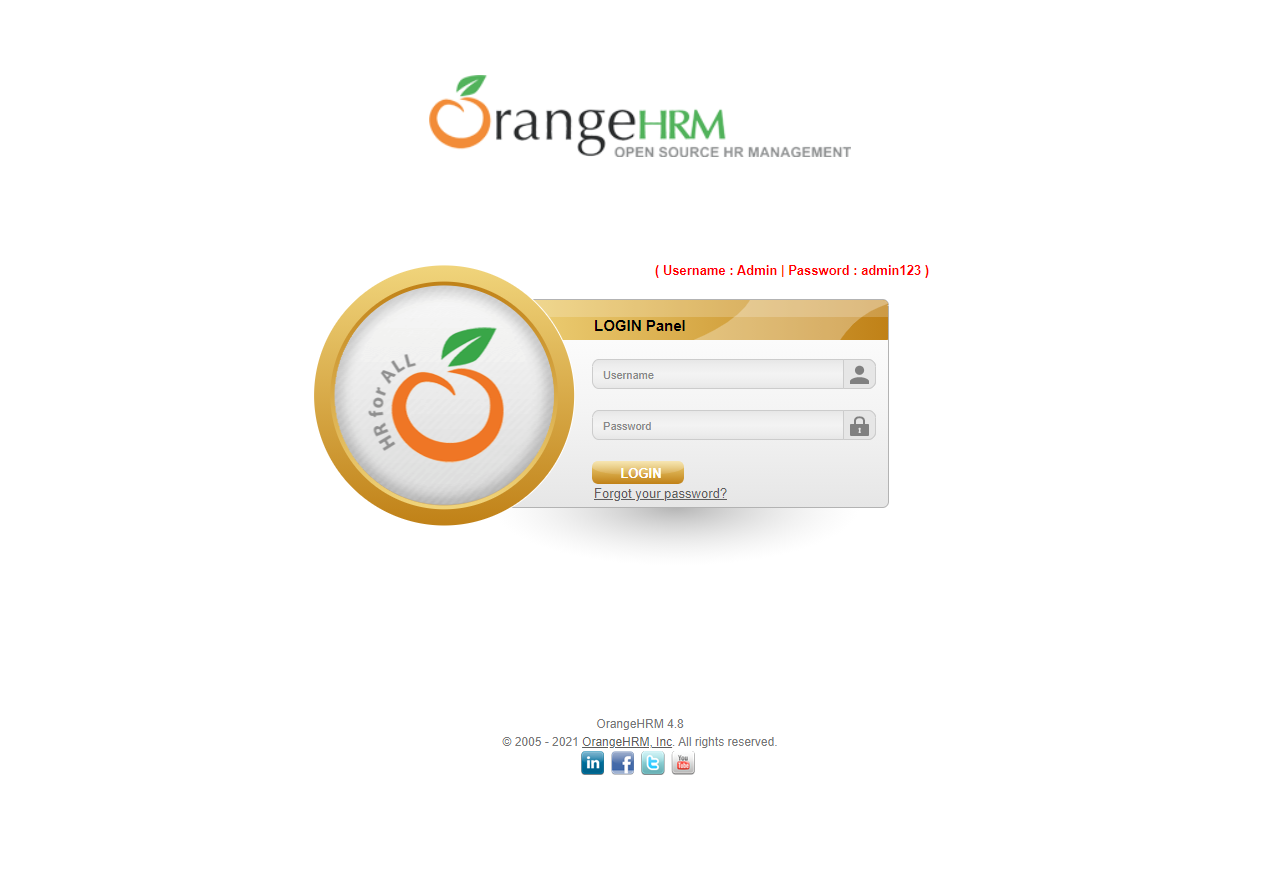 OrangeHRM
OPEN SOURCE HR MANAGEMENT
( Username : Admin | Password : admin123 )
LOGIN Panel
HR for ALL
Username
Password
LOGIN
Forgot your password?
OrangeHRM 4.8
© 2005 - 2021 OrangeHRM, Inc. All rights reserved.
in f t You Tube